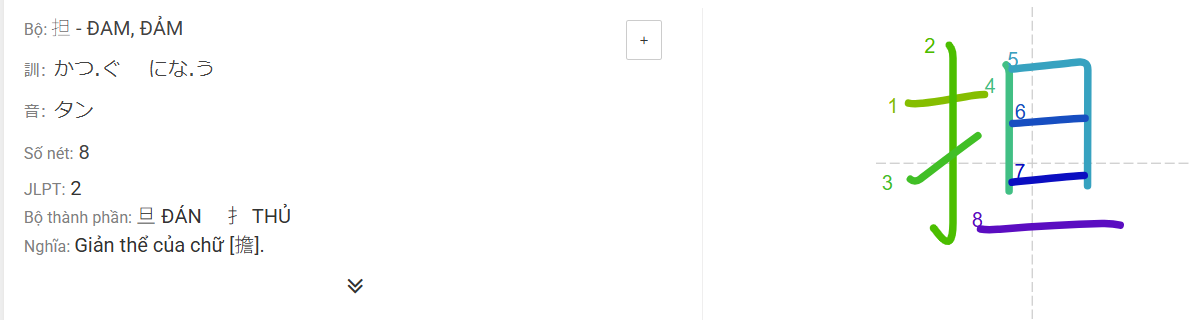 Bộ: 担 - ĐAM, ĐẢM
+
訓: かつ.ぐ にな.う
音: タン
Số nét: 8
JLPT: 2
Bộ thành phần: 旦 ĐÁN 扌 THỦ
Nghĩa: Giản thể của chữ [擔].
担
1
2
3
4
5
6
7
8